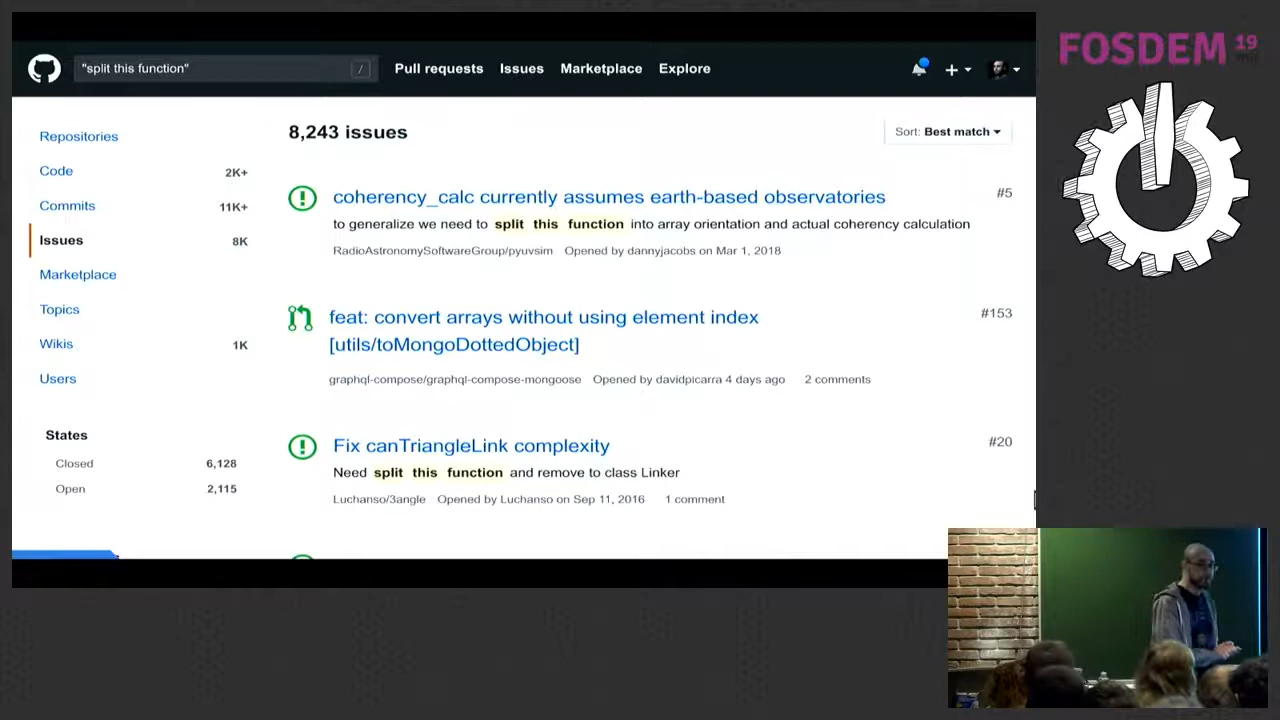 "split this function"
/
Pull requests
Issues
Marketplace
Explore
FOSDEM 19
Repositories
Code 2K+
Commits 11K+
Issues 8K
Marketplace
Topics
Wikis 1K
Users
States
Closed 6,128
Open 2,115
8,243 issues
Sort: Best match
coherency_calc currently assumes earth-based observatories #5
to generalize we need to split this function into array orientation and actual coherency calculation
RadioAstronomySoftwareGroup/pyuvsim Opened by dannyjacobs on Mar 1, 2018
feat: convert arrays without using element index #153
[utils/toMongoDottedObject]
graphql-compose/graphql-compose-mongoose Opened by davidpicarra 4 days ago 2 comments
Fix canTriangleLink complexity #20
Need split this function and remove to class Linker
Luchanso/3angle Opened by Luchanso on Sep 11, 2016 1 comment